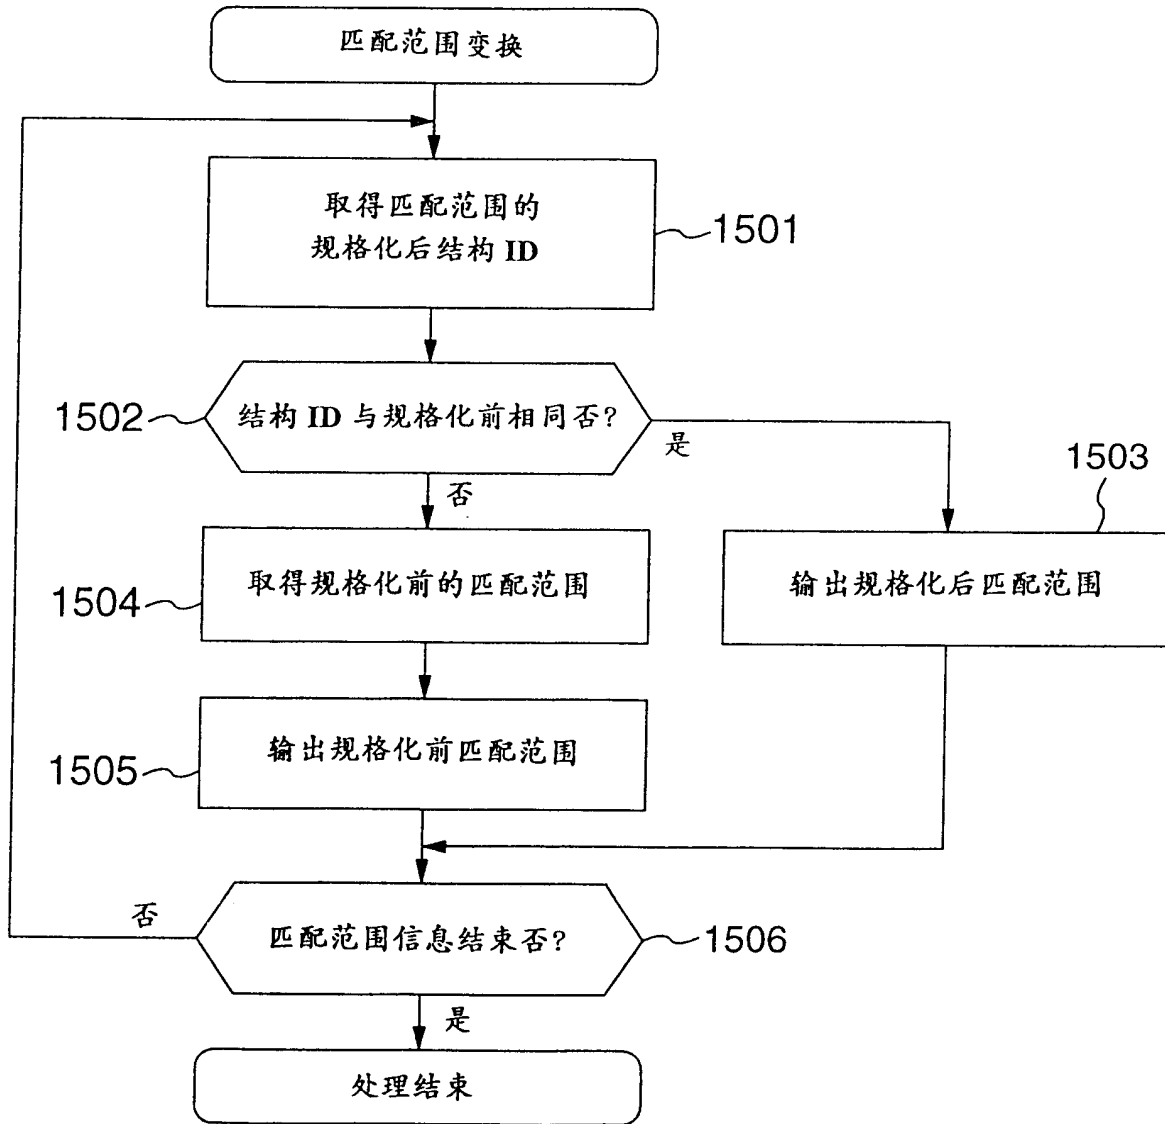 匹配范围变换
取得匹配范围的
规格化后结构 ID
1501
结构 ID 与规格化前相同否?
1502
是
否
1503
输出规格化后匹配范围
取得规格化前的匹配范围
1504
输出规格化前匹配范围
1505
否
匹配范围信息结束否?
1506
是
处理结束